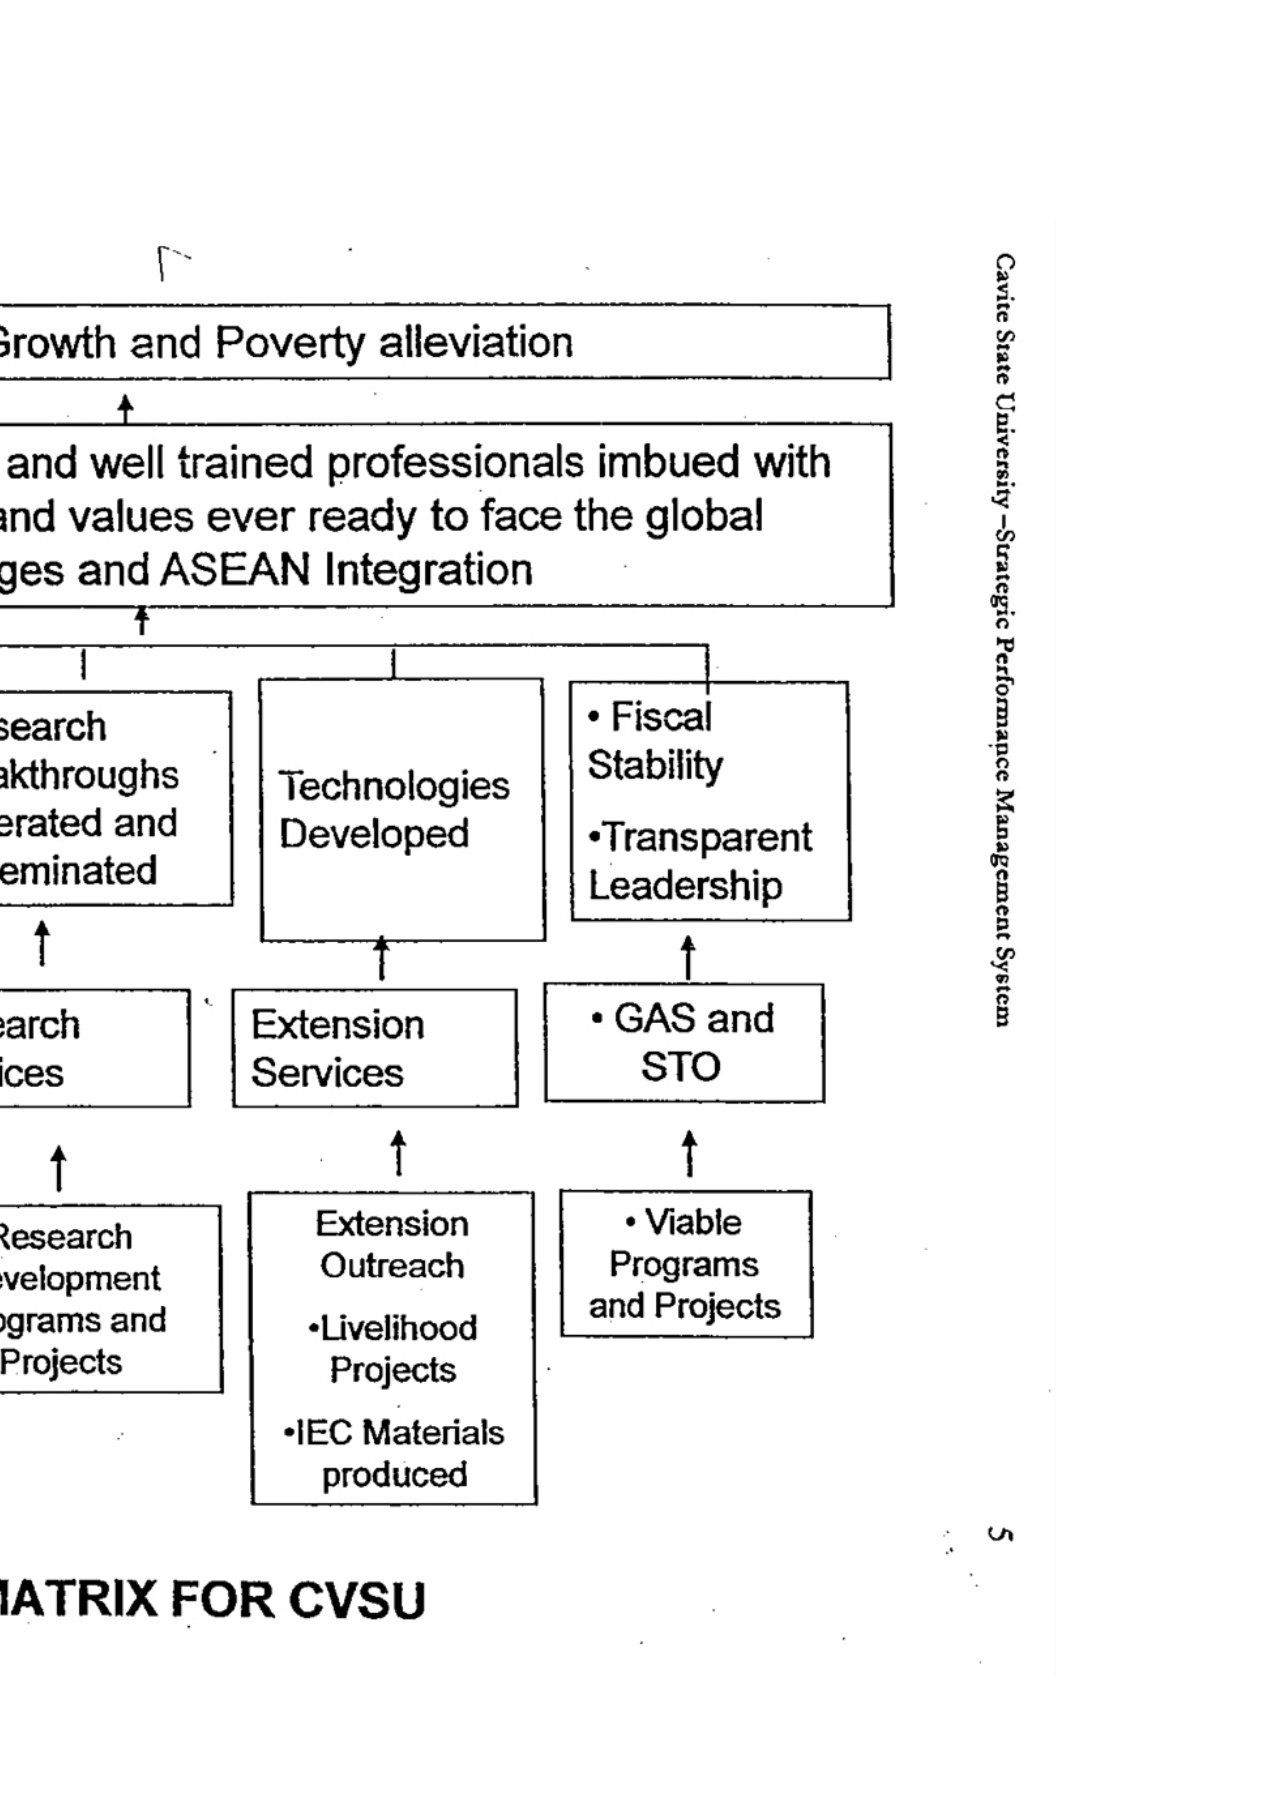 Growth and Poverty alleviation
and well trained professionals imbued with
and values ever ready to face the global
ges and ASEAN Integration
search
akthroughs
erated and
eminated
Technologies
Developed
• Fiscal
Stability
•Transparent
Leadership
earch
ices
Extension
Services
• GAS and
STO
Research
evelopment
ograms and
Projects
Extension
Outreach
•Livelihood
Projects
•IEC Materials
produced
• Viable
Programs
and Projects
MATRIX FOR CVSU
Cavite State University –Strategic Performance Management System
5